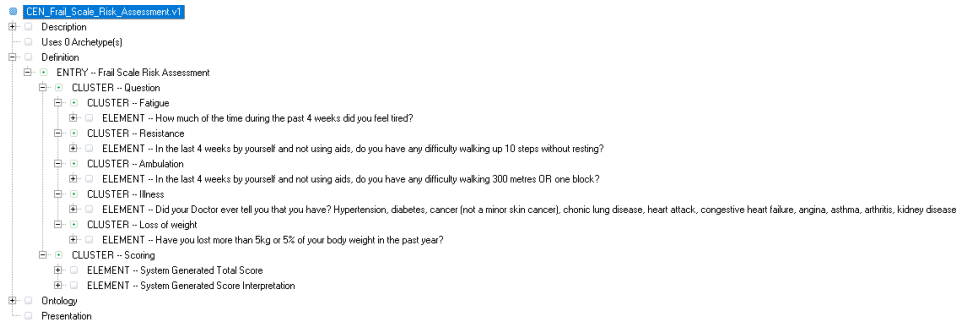 CEN_Frail_Scale_Risk_Assessment.v1
Description
Uses 0 Archetype(s)
Definition
ENTRY -- Frail Scale Risk Assessment
CLUSTER -- Question
CLUSTER -- Fatigue
ELEMENT -- How much of the time during the past 4 weeks did you feel tired?
CLUSTER -- Resistance
ELEMENT -- In the last 4 weeks by yourself and not using aids, do you have any difficulty walking up 10 steps without resting?
CLUSTER -- Ambulation
ELEMENT -- In the last 4 weeks by yourself and not using aids, do you have any difficulty walking 300 metres OR one block?
CLUSTER -- Illness
ELEMENT -- Did your Doctor ever tell you that you have? Hypertension, diabetes, cancer (not a minor skin cancer), chonic lung disease, heart attack, congestive heart failure, angina, asthma, arthritis, kidney disease
CLUSTER -- Loss of weight
ELEMENT -- Have you lost more than 5kg or 5% of your body weight in the past year?
CLUSTER -- Scoring
ELEMENT -- System Generated Total Score
ELEMENT -- System Generated Score Interpretation
Ontology
Presentation